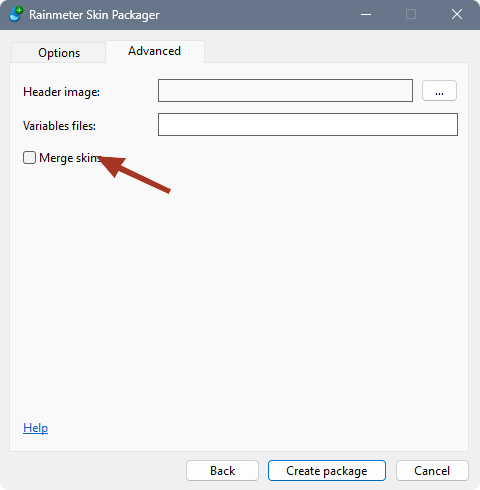 Rainmeter Skin Packager
Options
Advanced
Header image:
...
Variables files:
Merge skins
Help
Back
Create package
Cancel